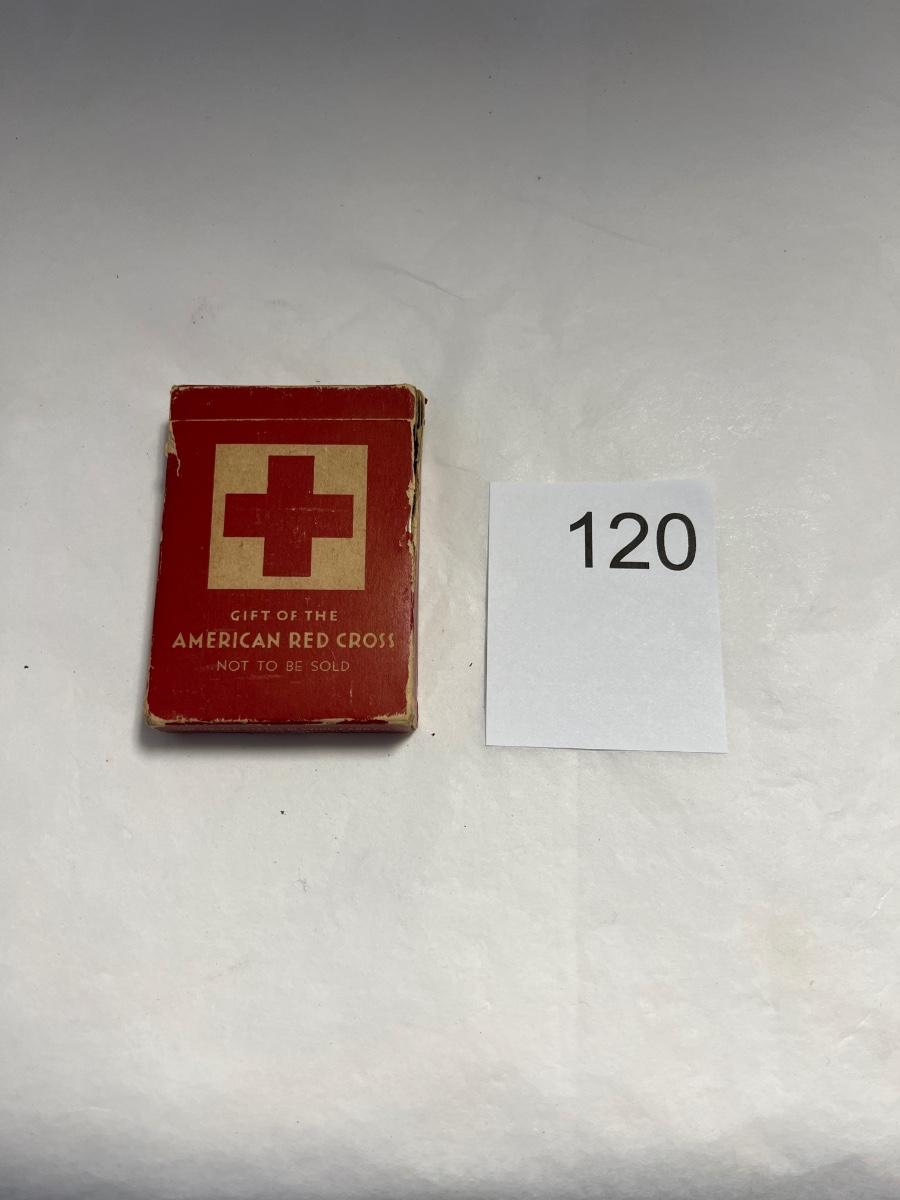 GIFT OF THE
AMERICAN RED CROSS
NOT TO BE SOLD
120